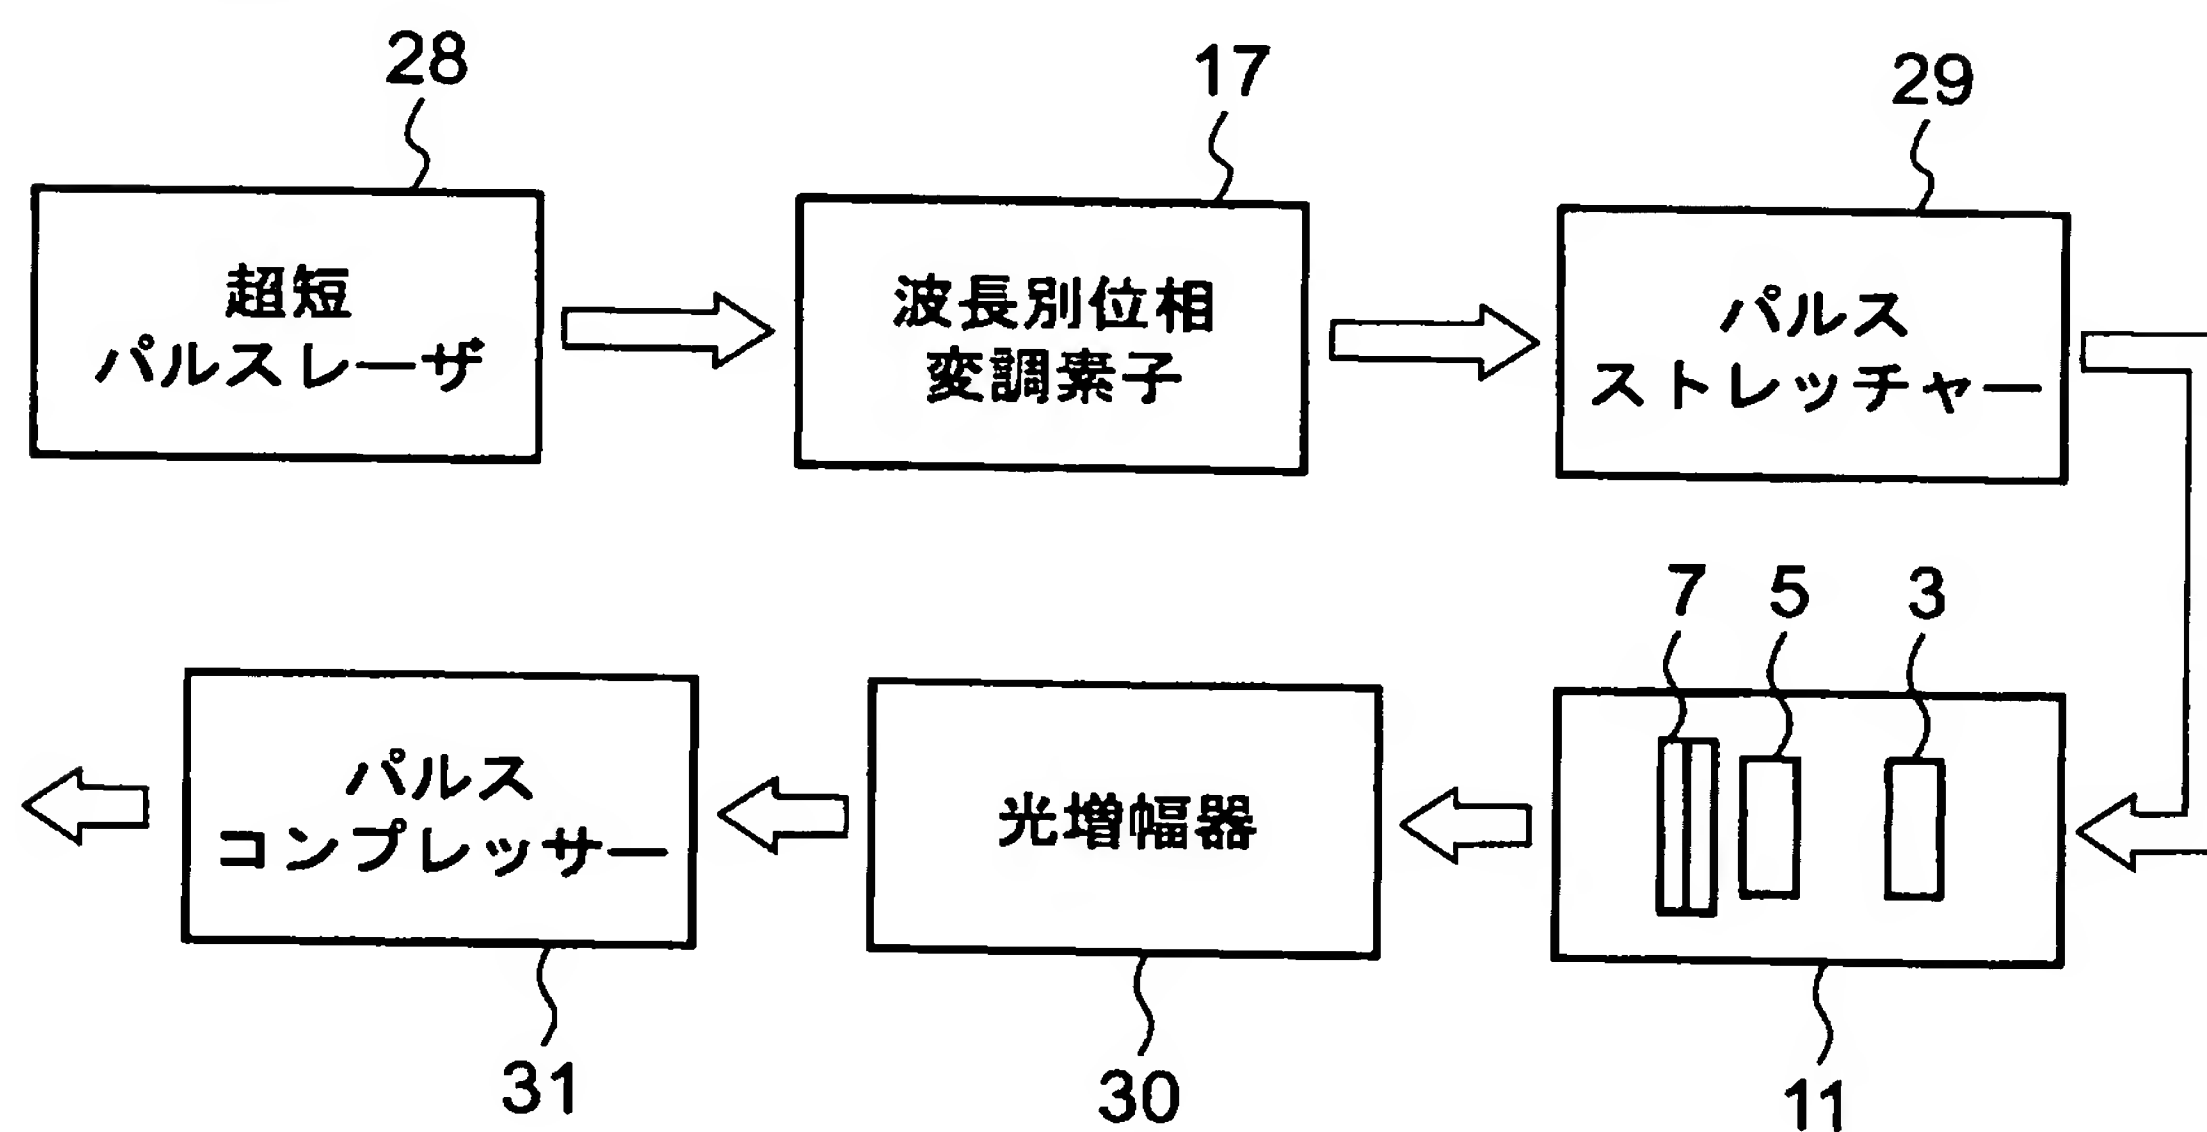 28
17
29
超短
パルスレーザ
波長別位相
変調素子
パルス
ストレッチャー
7
5
3
パルス
コンプレッサー
光増幅器
31
30
11